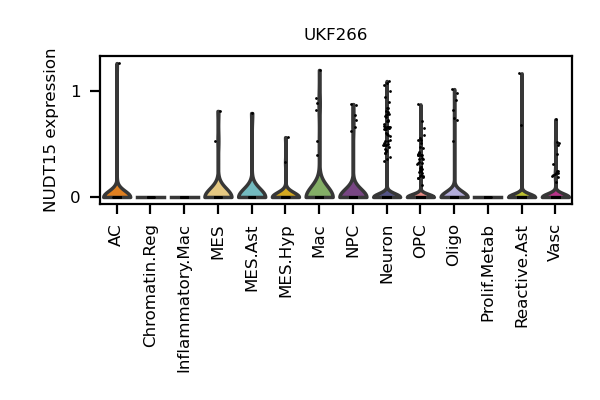 UKF266
NUDT15 expression
1
0
AC
Chromatin.Reg
Inflammatory.Mac
MES
MES.Ast
MES.Hyp
Mac
NPC
Neuron
OPC
Oligo
Prolif.Metab
Reactive.Ast
Vasc